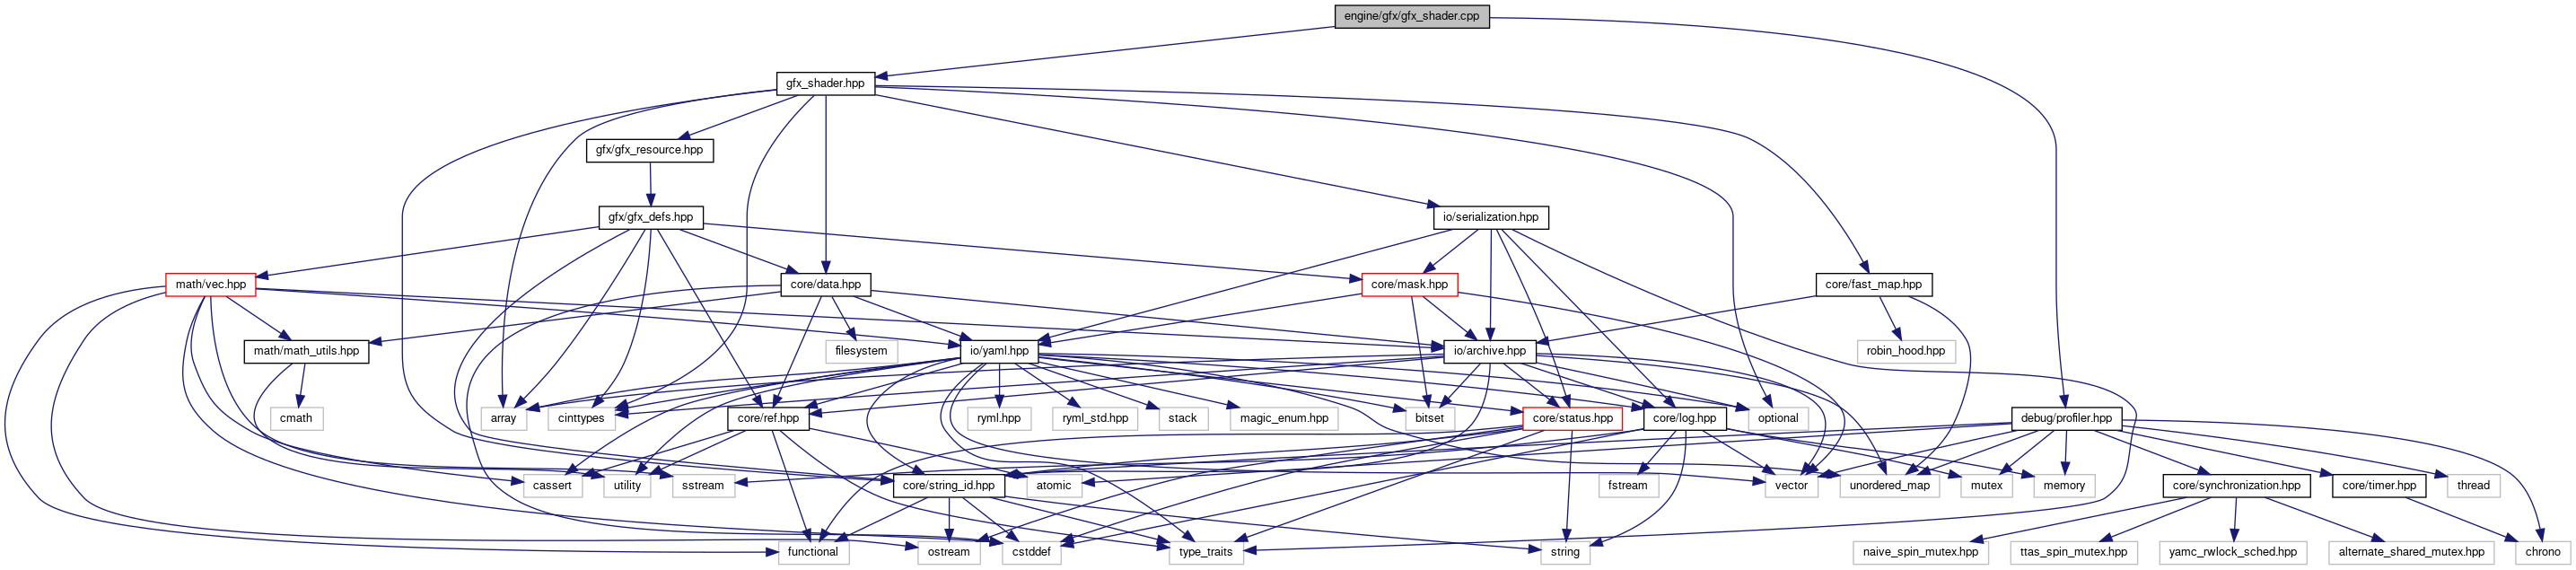 engine/gfx/gfx_shader.cpp
gfx_shader.hpp
gfx/gfx_resource.hpp
gfx/gfx_defs.hpp
io/serialization.hpp
math/vec.hpp
core/data.hpp
core/mask.hpp
core/fast_map.hpp
math/math_utils.hpp
filesystem
io/yaml.hpp
io/archive.hpp
robin_hood.hpp
cmath
array
cinttypes
core/ref.hpp
ryml.hpp
ryml_std.hpp
stack
magic_enum.hpp
bitset
core/status.hpp
core/log.hpp
optional
debug/profiler.hpp
cassert
utility
sstream
core/string_id.hpp
atomic
fstream
vector
unordered_map
mutex
memory
core/synchronization.hpp
core/timer.hpp
thread
functional
ostream
cstddef
type_traits
string
naive_spin_mutex.hpp
ttas_spin_mutex.hpp
yamc_rwlock_sched.hpp
alternate_shared_mutex.hpp
chrono